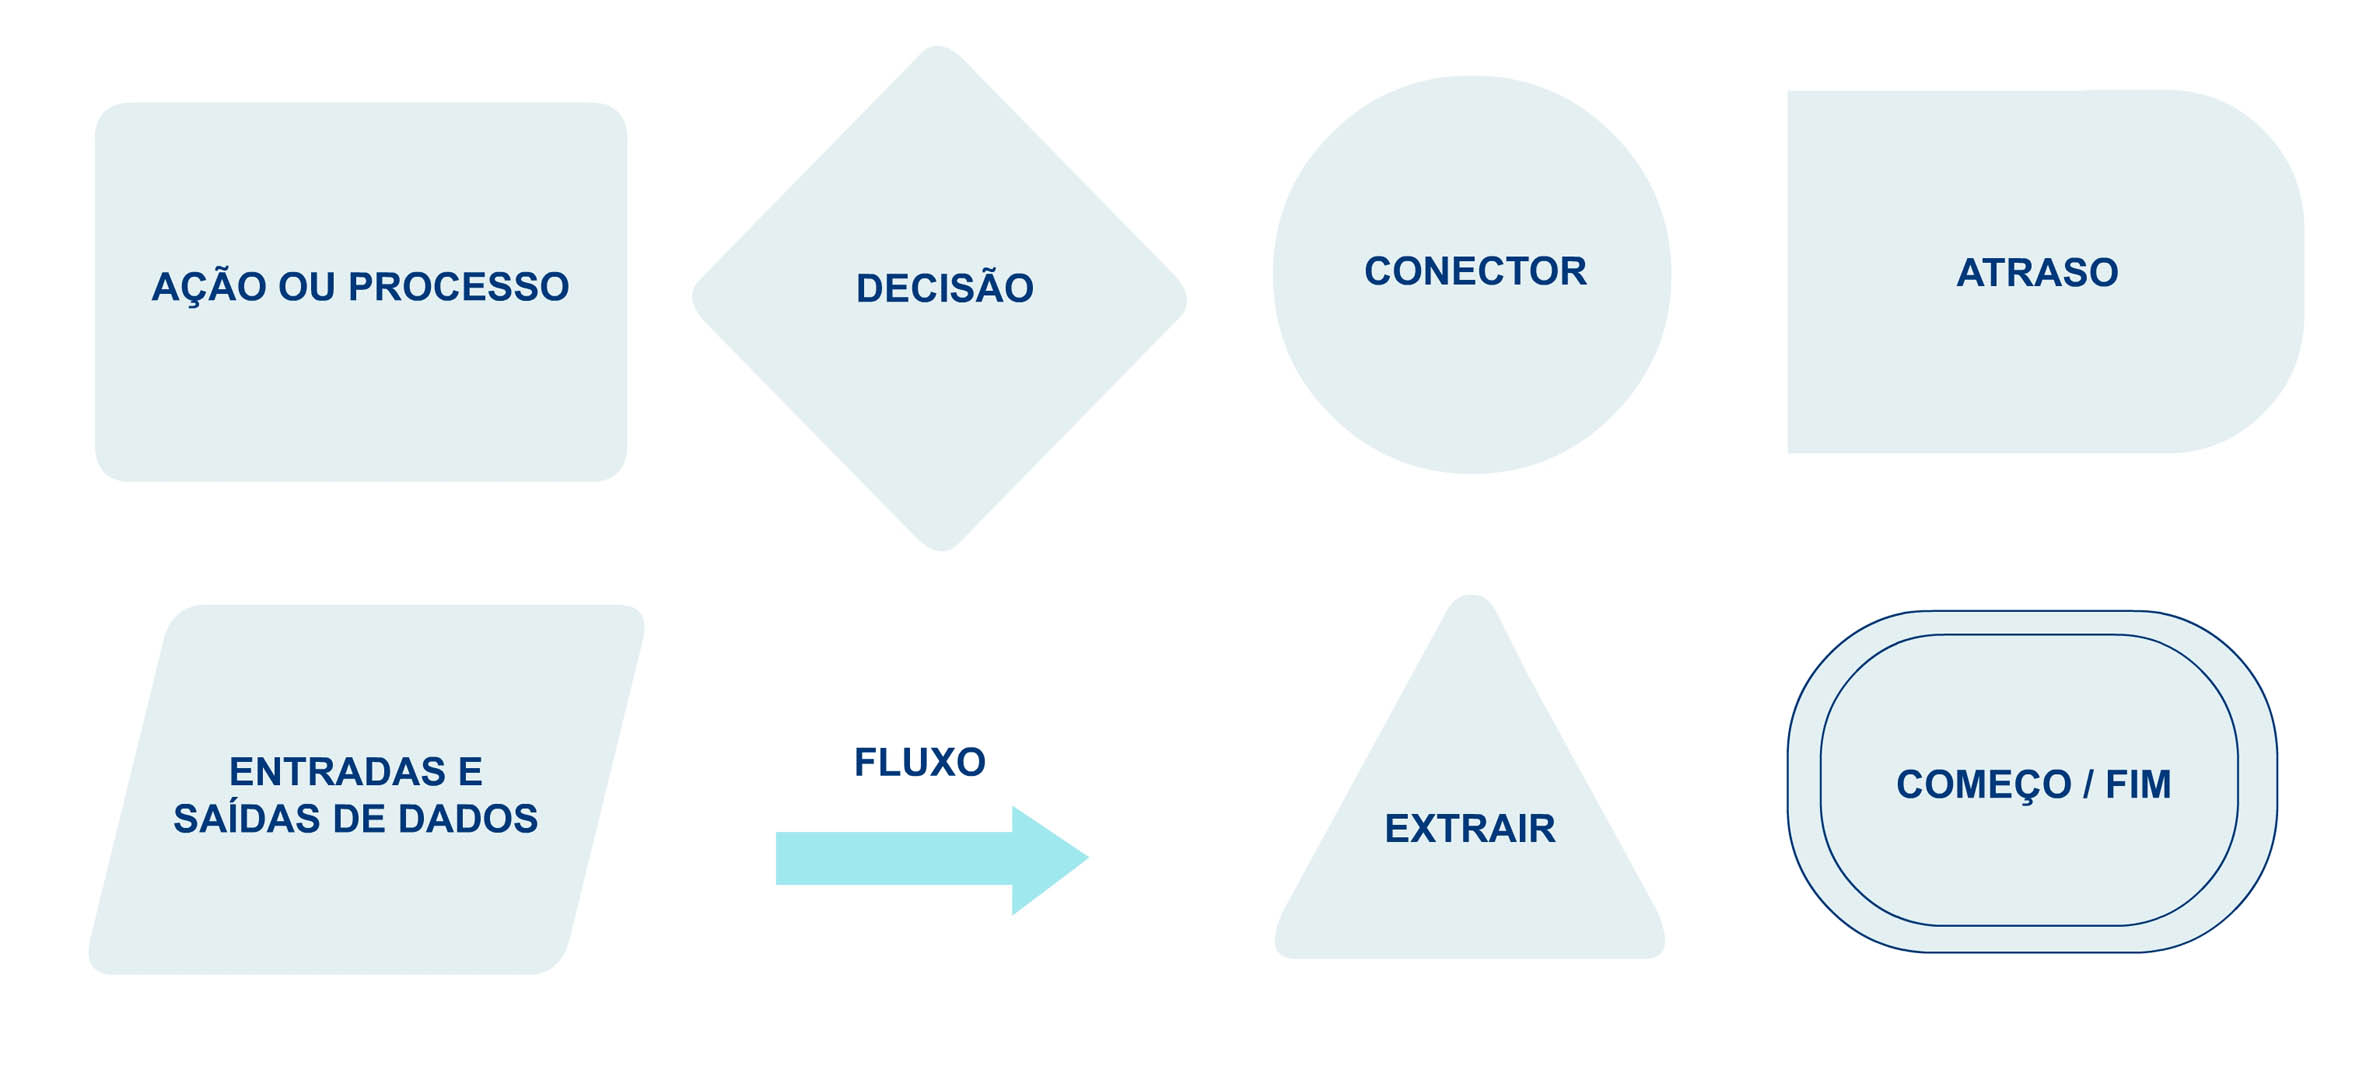 AÇÃO OU PROCESSO
DECISÃO
CONECTOR
ATRASO
ENTRADAS E
SAÍDAS DE DADOS
FLUXO
EXTRAIR
COMEÇO / FIM